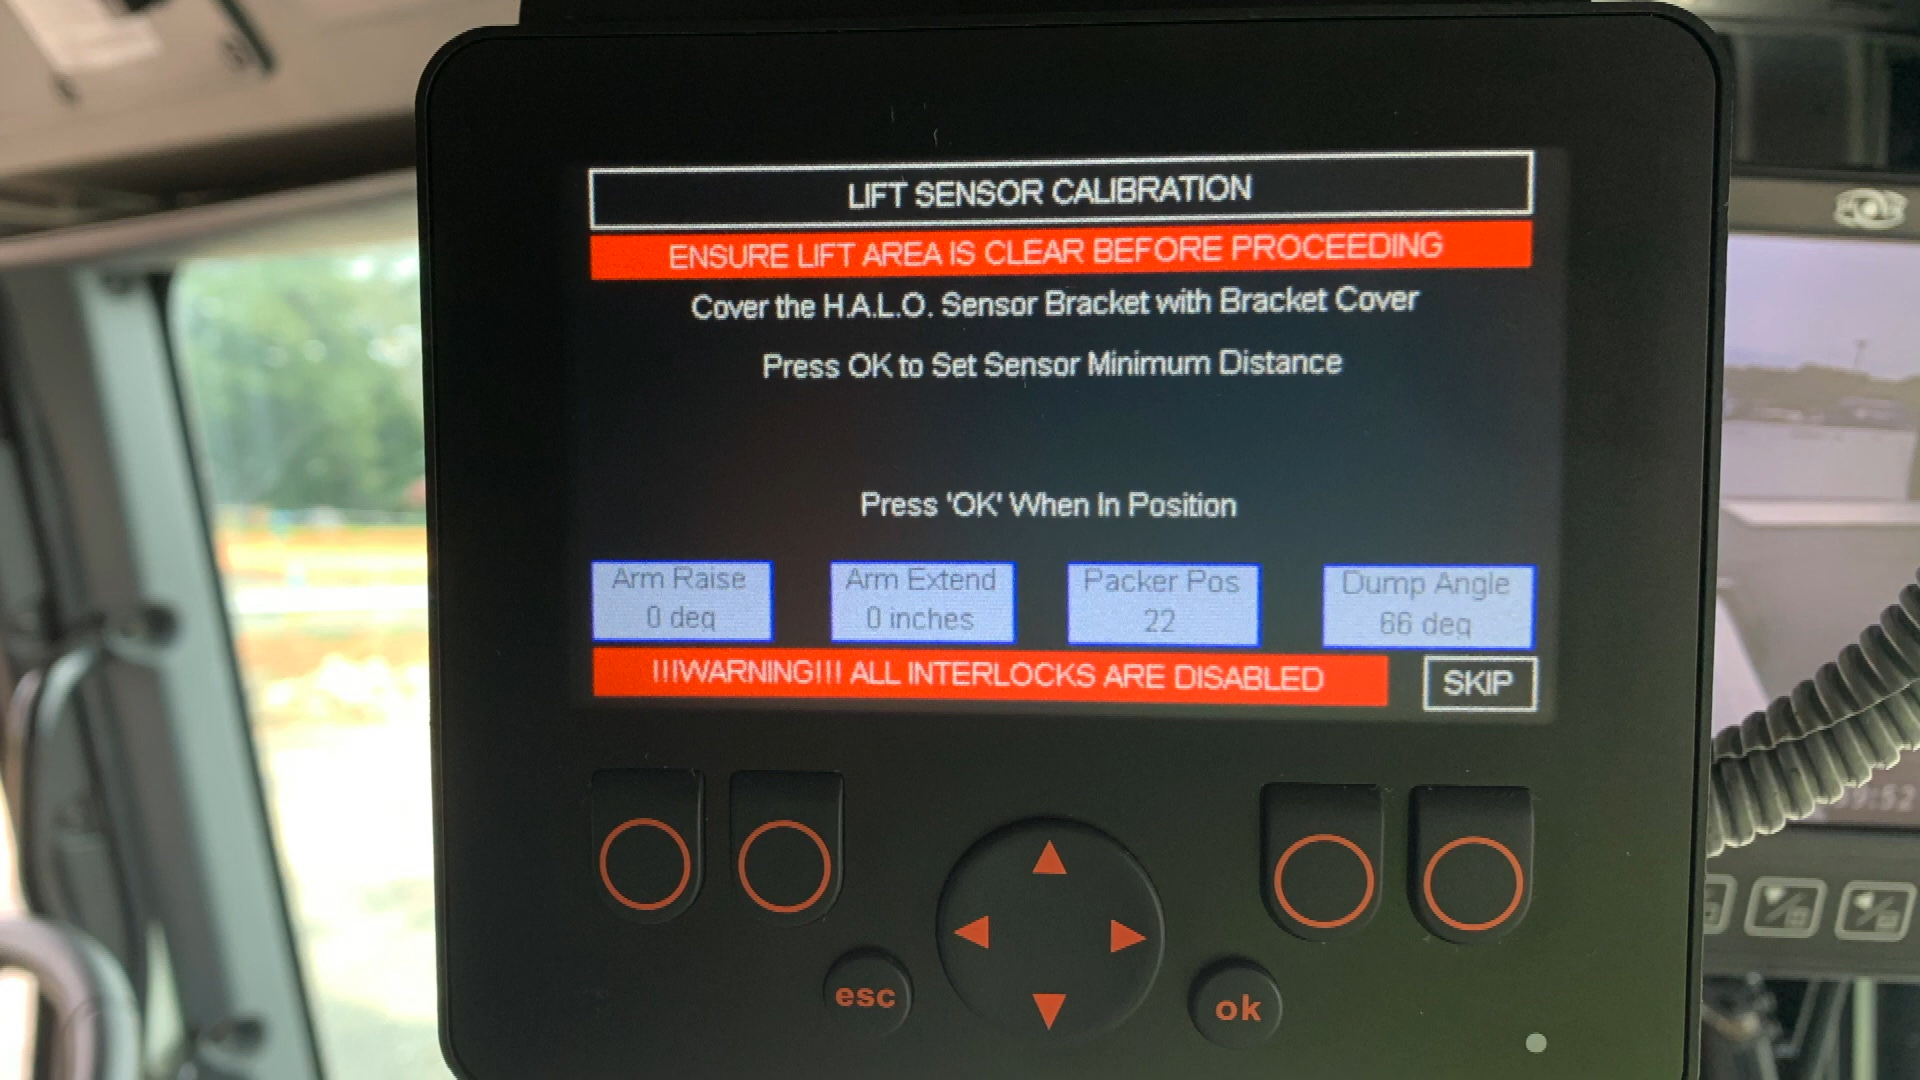 LIFT SENSOR CALIBRATION
ENSURE LIFT AREA IS CLEAR BEFORE PROCEEDING
Cover the H.A.L.O. Sensor Bracket with Bracket Cover
Press OK to Set Sensor Minimum Distance
Press 'OK' When In Position
Arm Raise
0 deg
Arm Extend
0 inches
Packer Pos
22
Dump Angle
66 deg
!!!WARNING!!! ALL INTERLOCKS ARE DISABLED
SKIP
esc
ok